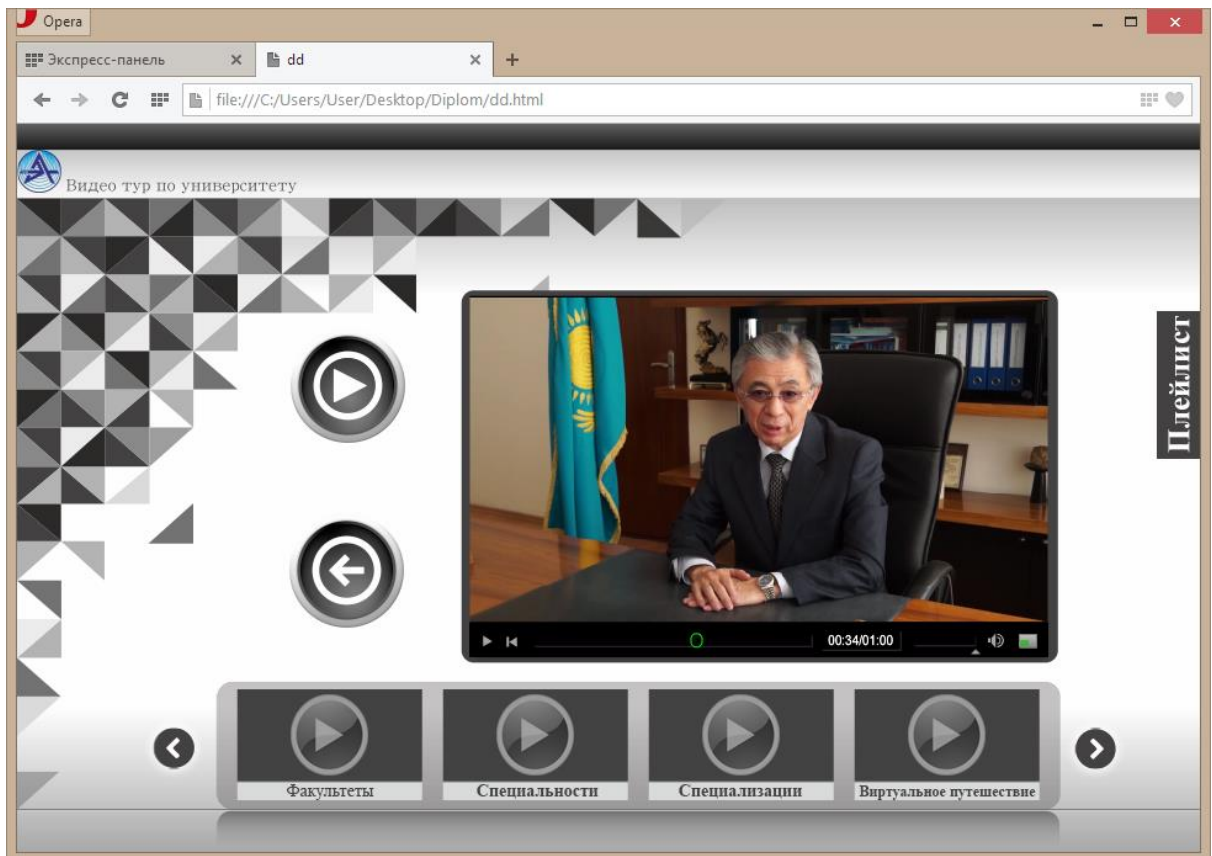 Opera
Экспресс-панель
dd
file:///C:/Users/User/Desktop/Diplom/dd.html
Видео тур по университету
Плейлист
00:34/01:00
Факультеты
Специальности
Специализации
Виртуальное путешествие